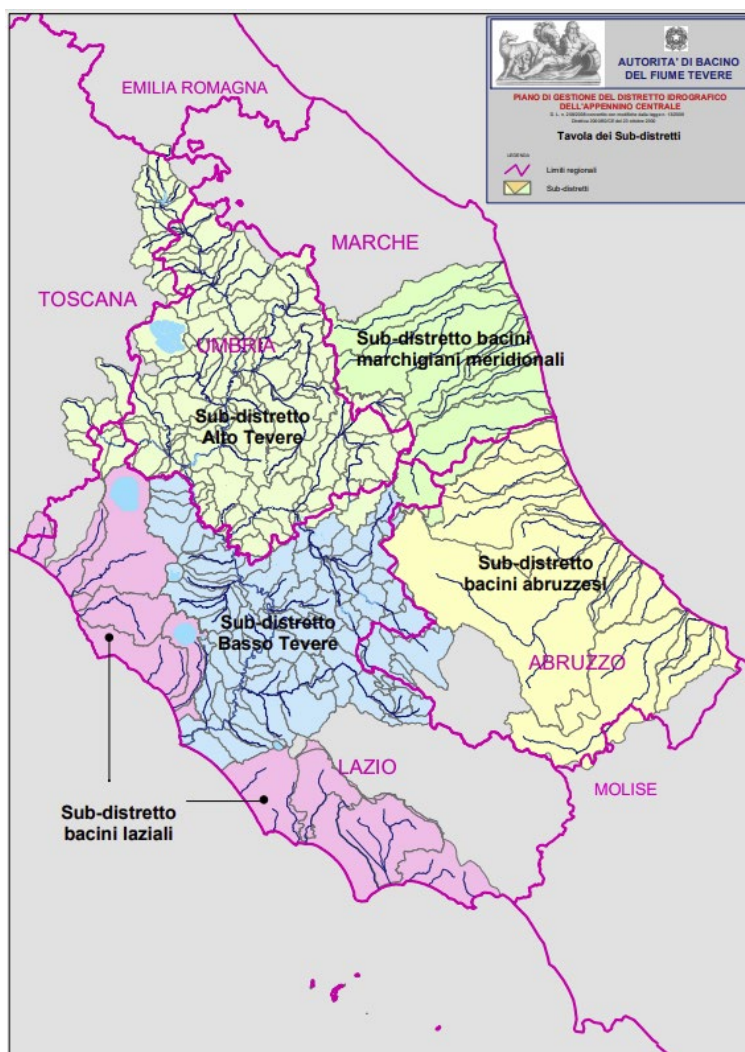 AUTORITA' DI BACINO
DEL FIUME TEVERE
PIANO DI GESTIONE DEL DISTRETTO IDROGRAFICO
DELL'APPENNINO CENTRALE
Tavola dei Sub-distretti
LEGENDA
Limiti regionali
Sub-distretti
EMILIA ROMAGNA
MARCHE
TOSCANA
UMBRIA
Sub-distretto bacini
marchigiani meridionali
Sub-distretto
Alto Tevere
Sub-distretto
bacini abruzzesi
Sub-distretto
Basso Tevere
ABRUZZO
LAZIO
MOLISE
Sub-distretto
bacini laziali